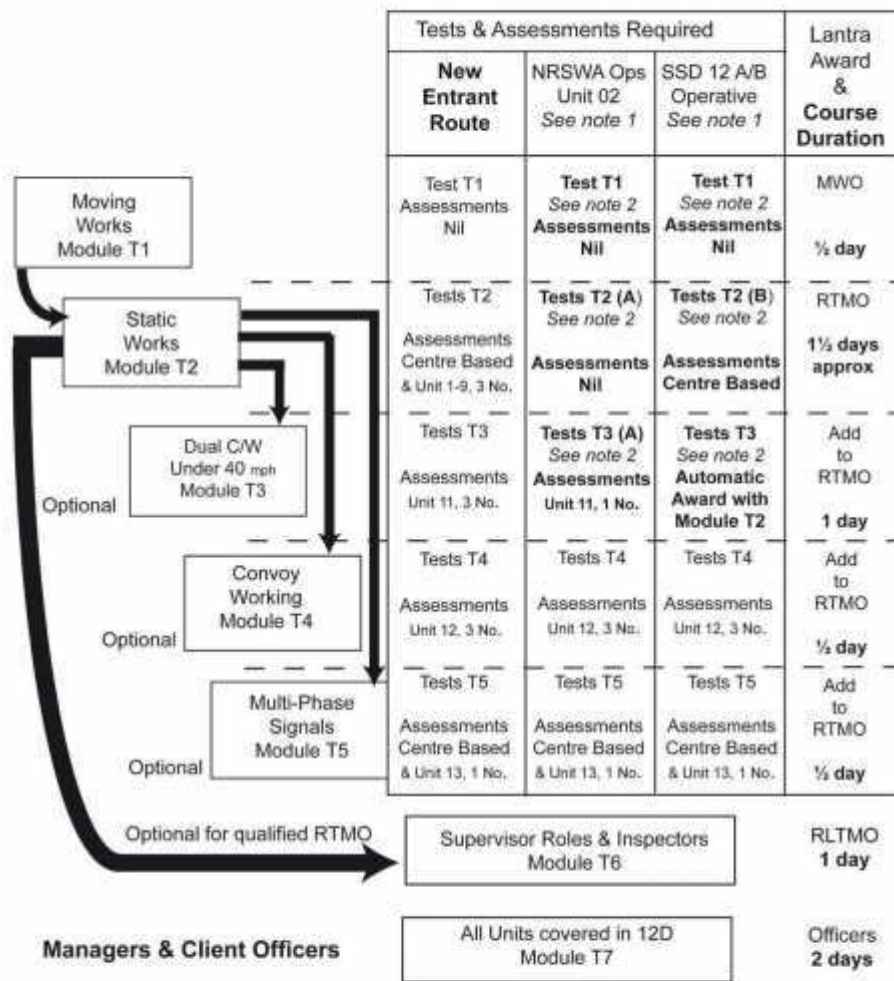 Tests & Assessments Required
Lantra
Award
&
Course
Duration
New
Entrant
Route
NRSWA Ops
Unit 02
See note 1
SSD 12 A/B
Operative
See note 1
Moving
Works
Module T1
Test T1
Assessments
Nil
Test T1
See note 2
Assessments
Nil
Test T1
See note 2
Assessments
Nil
MWO
½ day
Static
Works
Module T2
Tests T2
Assessments
Centre Based
& Unit 1-9, 3 No.
Tests T2 (A)
See note 2
Assessments
Nil
Tests T2 (B)
See note 2
Assessments
Centre Based
RTMO
1½ days
approx
Optional
Dual C/W
Under 40 mph
Module T3
Tests T3
Assessments
Unit 11, 3 No.
Tests T3 (A)
See note 2
Assessments
Unit 11, 1 No.
Tests T3
See note 2
Automatic
Award with
Module T2
Add
to
RTMO
1 day
Optional
Convoy
Working
Module T4
Tests T4
Assessments
Unit 12, 3 No.
Tests T4
Assessments
Unit 12, 3 No.
Tests T4
Assessments
Unit 12, 3 No.
Add
to
RTMO
½ day
Optional
Multi-Phase
Signals
Module T5
Tests T5
Assessments
Centre Based
& Unit 13, 1 No.
Tests T5
Assessments
Centre Based
& Unit 13, 1 No.
Tests T5
Assessments
Centre Based
& Unit 13, 1 No.
Add
to
RTMO
½ day
Optional for qualified RTMO
Supervisor Roles & Inspectors
Module T6
RLTMO
1 day
Managers & Client Officers
All Units covered in 12D
Module T7
Officers
2 days